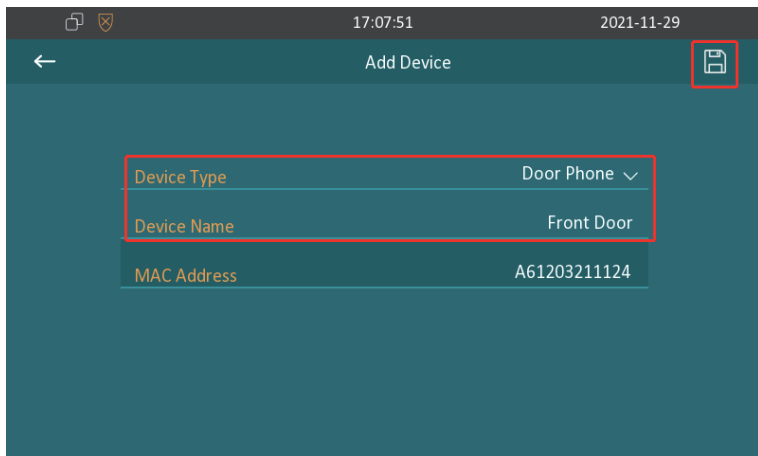 17:07:51 2021-11-29
Add Device
Device Type Door Phone
Device Name Front Door
MAC Address A61203211124